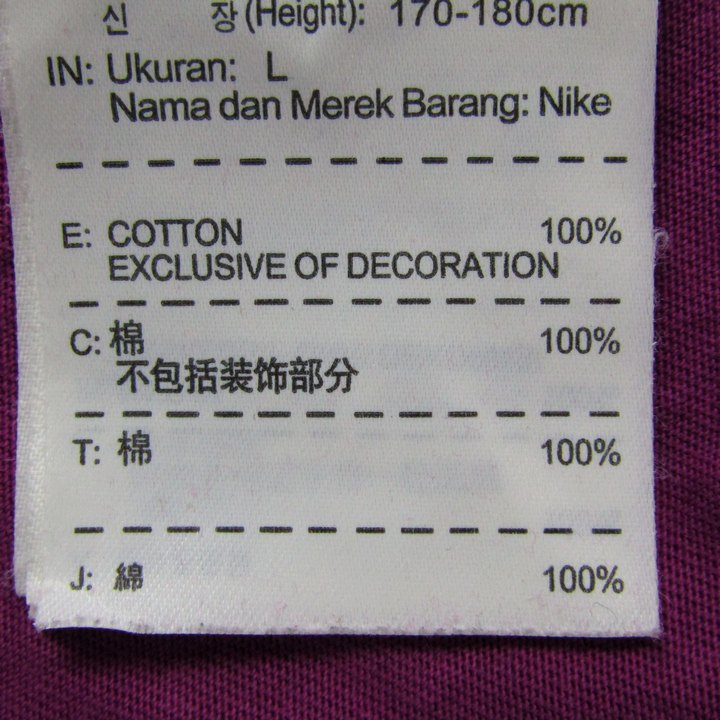 신 장 (Height): 170-180cm
IN: Ukuran: L
Nama dan Merek Barang: Nike
E: COTTON 100%
EXCLUSIVE OF DECORATION
C: 棉 100%
不包括装饰部分
T: 棉 100%
J: 綿 100%